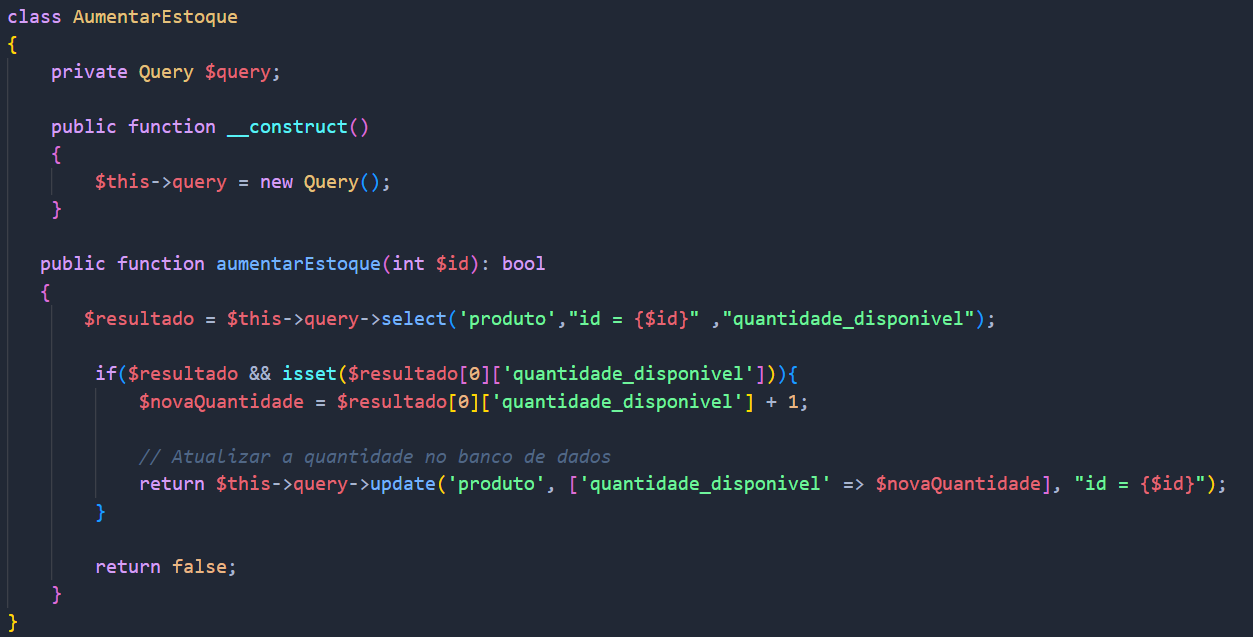 class AumentarEstoque
{
    private Query $query;

    public function __construct()
    {
        $this->query = new Query();
    }

   public function aumentarEstoque(int $id): bool
   {
       $resultado = $this->query->select('produto',"id = {$id}" ,"quantidade_disponivel");

        if($resultado && isset($resultado[0]['quantidade_disponivel'])){
            $novaQuantidade = $resultado[0]['quantidade_disponivel'] + 1;

            // Atualizar a quantidade no banco de dados
            return $this->query->update('produto', ['quantidade_disponivel' => $novaQuantidade], "id = {$id}");
        }

        return false;
    }
}